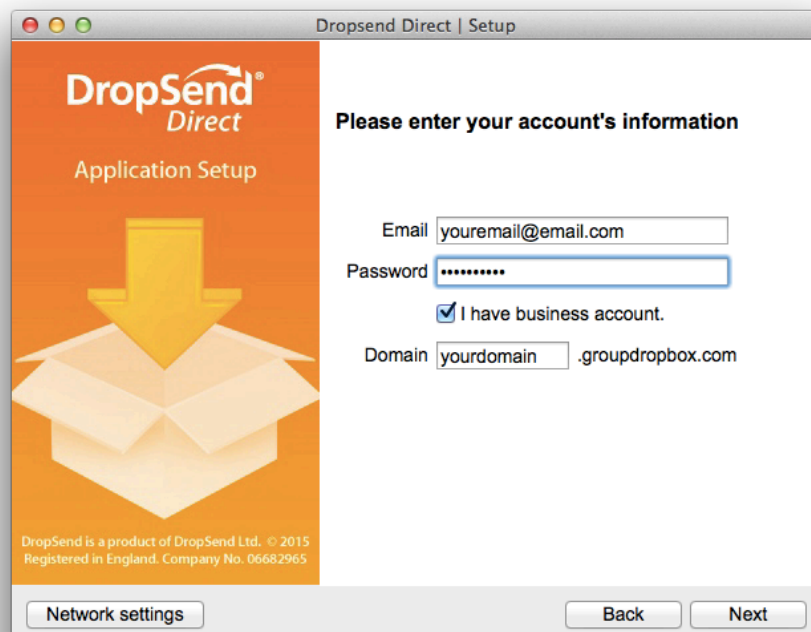 Dropsend Direct | Setup
DropSend®
Direct
Application Setup
Please enter your account's information
Email youremail@email.com
Password ••••••••••
I have business account.
Domain yourdomain .groupdropbox.com
DropSend is a product of DropSend Ltd. © 2015
Registered in England. Company No. 06682965
Network settings Back Next